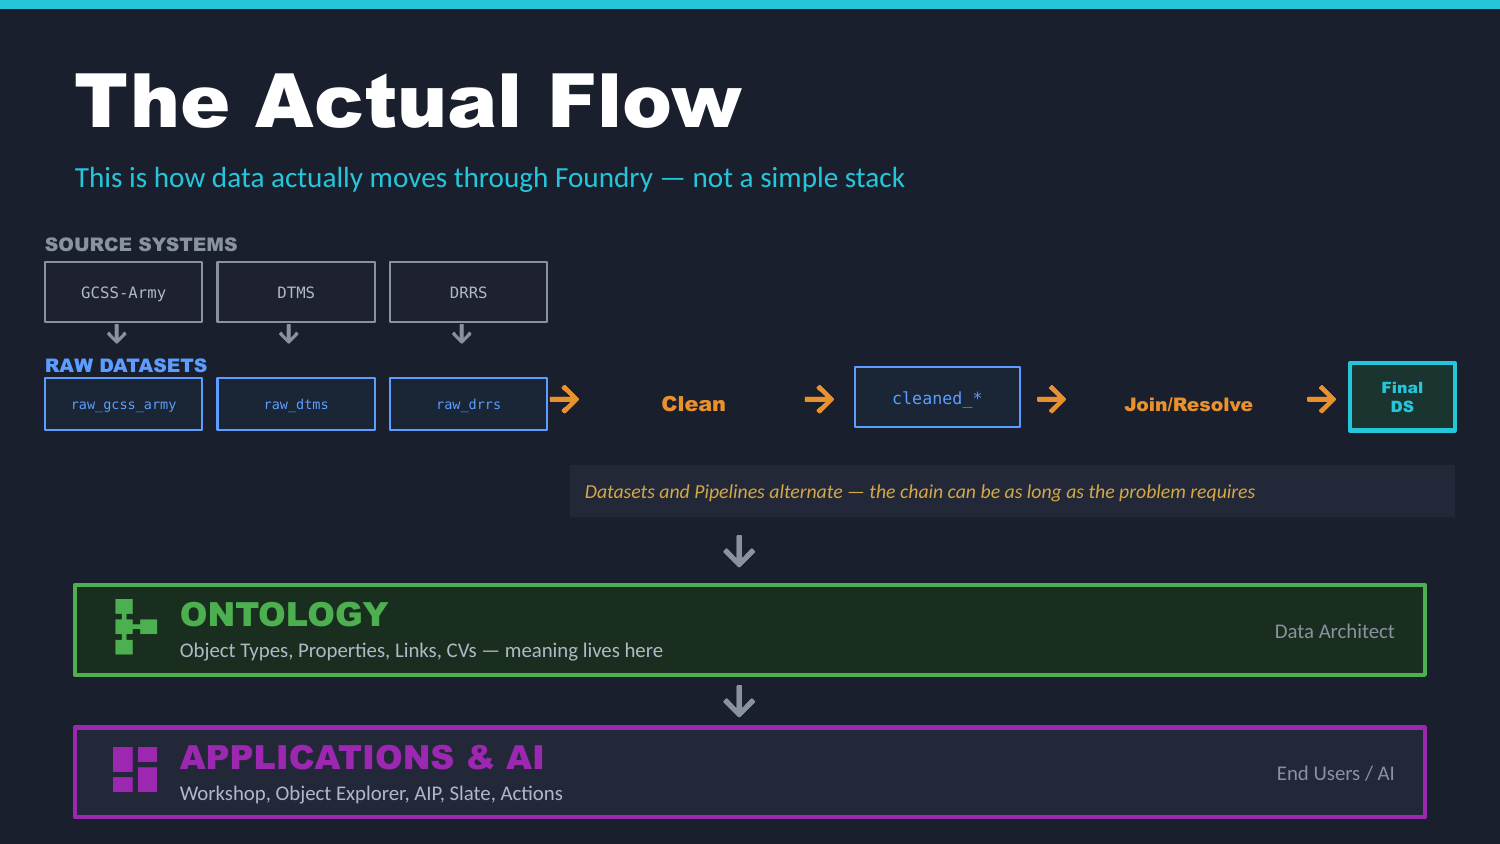 The Actual Flow
This is how data actually moves through Foundry — not a simple stack
SOURCE SYSTEMS
GCSS-Army
DTMS
DRRS
RAW DATASETS
raw_gcss_army
raw_dtms
raw_drrs
Clean
cleaned_*
Join/Resolve
Final
DS
Datasets and Pipelines alternate — the chain can be as long as the problem requires
ONTOLOGY
Object Types, Properties, Links, CVs — meaning lives here
Data Architect
APPLICATIONS & AI
Workshop, Object Explorer, AIP, Slate, Actions
End Users / AI